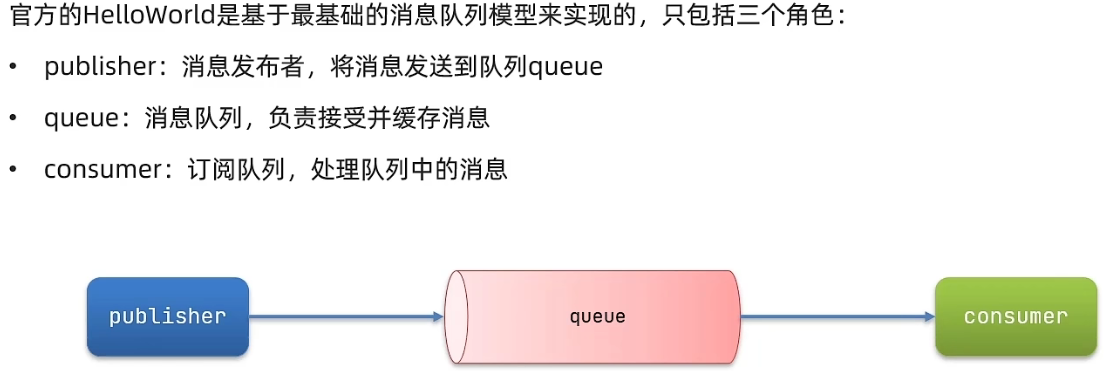 官方的HelloWorld是基于最基础的消息队列模型来实现的，只包括三个角色：
• publisher：消息发布者，将消息发送到队列queue
• queue：消息队列，负责接受并缓存消息
• consumer：订阅队列，处理队列中的消息
publisher
queue
consumer